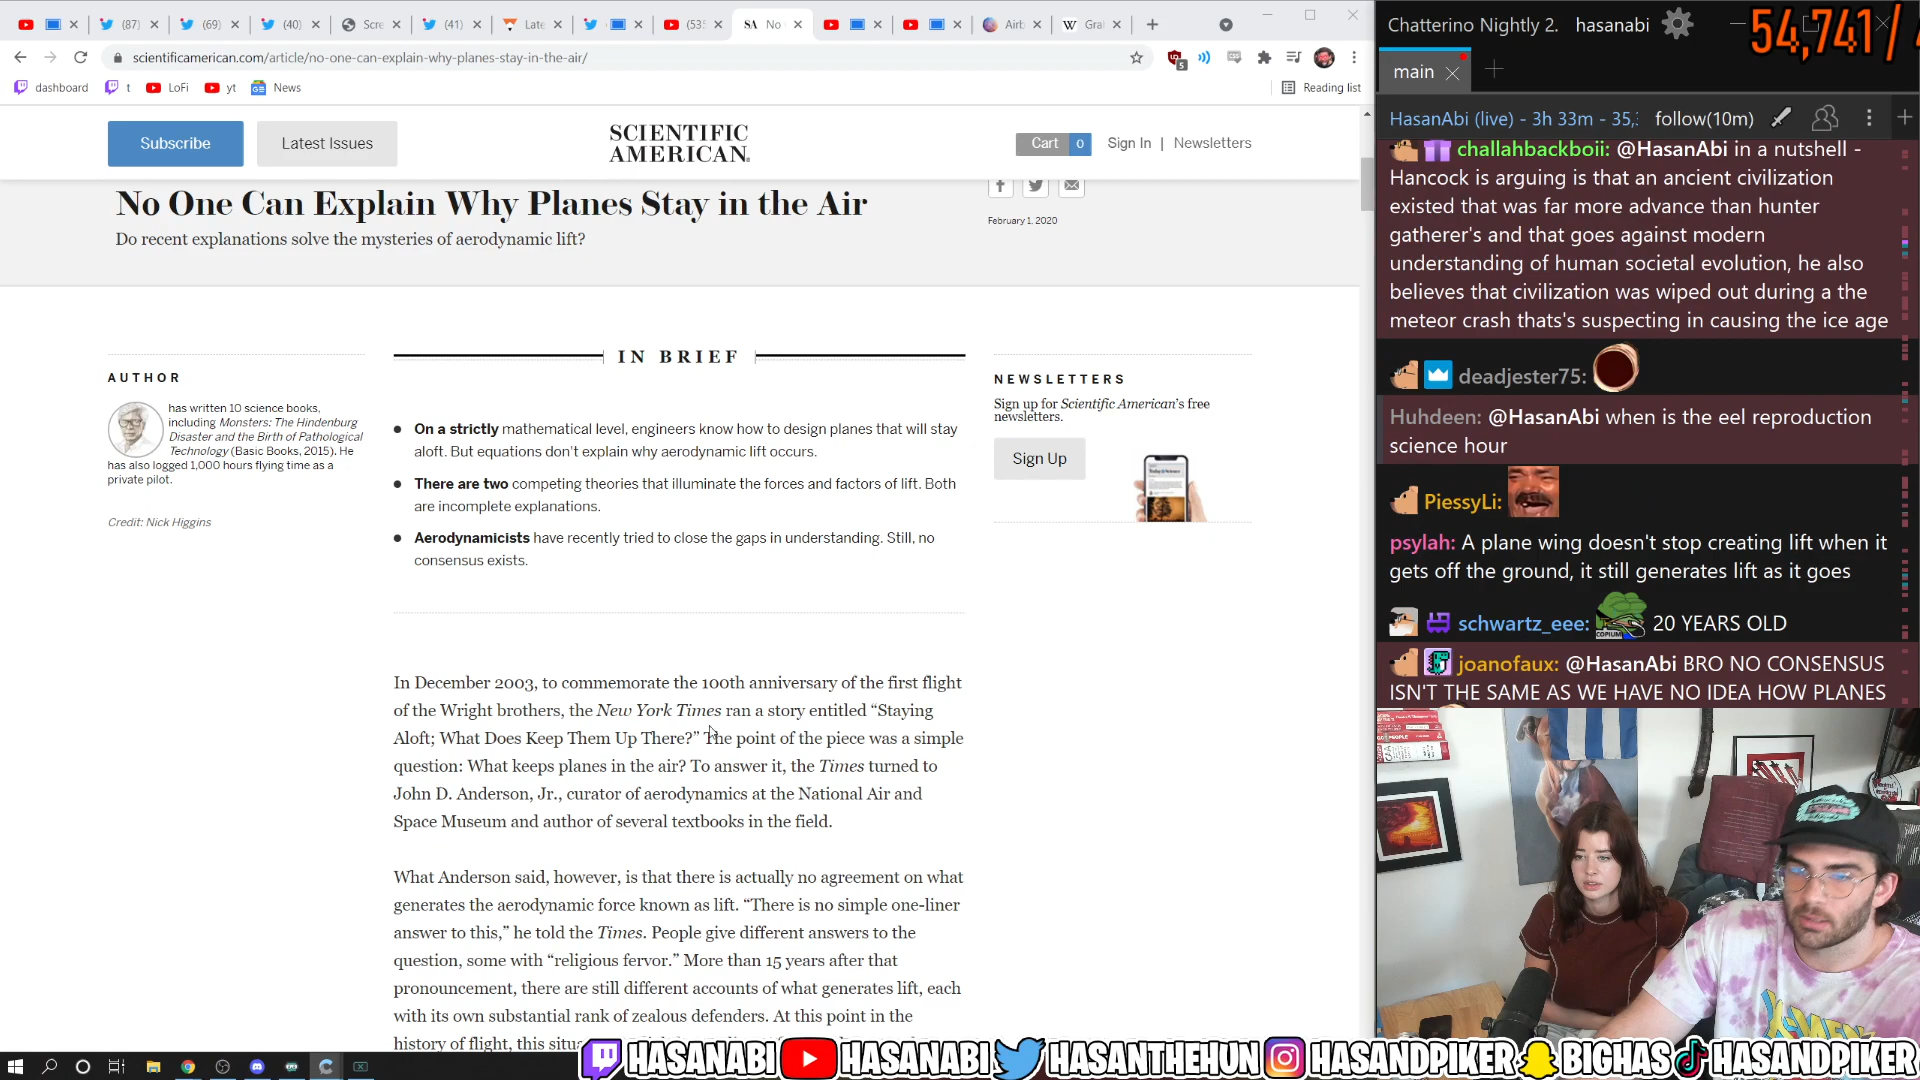 (87)
(69)
(40)
Scre
(41)
Late
(535
SA No
Airb
W Gra
scientificamerican.com/article/no-one-can-explain-why-planes-stay-in-the-air/
5
dashboard
t
LoFi
yt
News
Reading list
Subscribe
Latest Issues
SCIENTIFIC
AMERICAN
Cart 0
Sign In | Newsletters
No One Can Explain Why Planes Stay in the Air
Do recent explanations solve the mysteries of aerodynamic lift?
February 1, 2020
AUTHOR
has written 10 science books,
including Monsters: The Hindenburg
Disaster and the Birth of Pathological
Technology (Basic Books, 2015). He
has also logged 1,000 hours flying time as a
private pilot.
Credit: Nick Higgins
IN BRIEF
On a strictly mathematical level, engineers know how to design planes that will stay
aloft. But equations don't explain why aerodynamic lift occurs.
There are two competing theories that illuminate the forces and factors of lift. Both
are incomplete explanations.
Aerodynamicists have recently tried to close the gaps in understanding. Still, no
consensus exists.
NEWSLETTERS
Sign up for Scientific American's free
newsletters.
Sign Up
In December 2003, to commemorate the 100th anniversary of the first flight
of the Wright brothers, the New York Times ran a story entitled “Staying
Aloft; What Does Keep Them Up There?” The point of the piece was a simple
question: What keeps planes in the air? To answer it, the Times turned to
John D. Anderson, Jr., curator of aerodynamics at the National Air and
Space Museum and author of several textbooks in the field.
What Anderson said, however, is that there is actually no agreement on what
generates the aerodynamic force known as lift. “There is no simple one-liner
answer to this,” he told the Times. People give different answers to the
question, some with “religious fervor.” More than 15 years after that
pronouncement, there are still different accounts of what generates lift, each
with its own substantial rank of zealous defenders. At this point in the
history of flight, this situa
Chatterino Nightly 2.
hasanabi
54,741 /
main
HasanAbi (live) - 3h 33m - 35,
follow(10m)
challahbackboii: @HasanAbi in a nutshell -
Hancock is arguing is that an ancient civilization
existed that was far more advance than hunter
gatherer's and that goes against modern
understanding of human societal evolution, he also
believes that civilization was wiped out during a the
meteor crash thats's suspecting in causing the ice age
deadjester75:
Huhdeen: @HasanAbi when is the eel reproduction
science hour
PiessyLi:
psylah: A plane wing doesn't stop creating lift when it
gets off the ground, it still generates lift as it goes
schwartz_eee: COPIUM 20 YEARS OLD
joanofaux: @HasanAbi BRO NO CONSENSUS
ISN'T THE SAME AS WE HAVE NO IDEA HOW PLANES
HASANABI HASANABI HASANTHEHUN HASANDPIKER BIGHAS HASANDPIKER